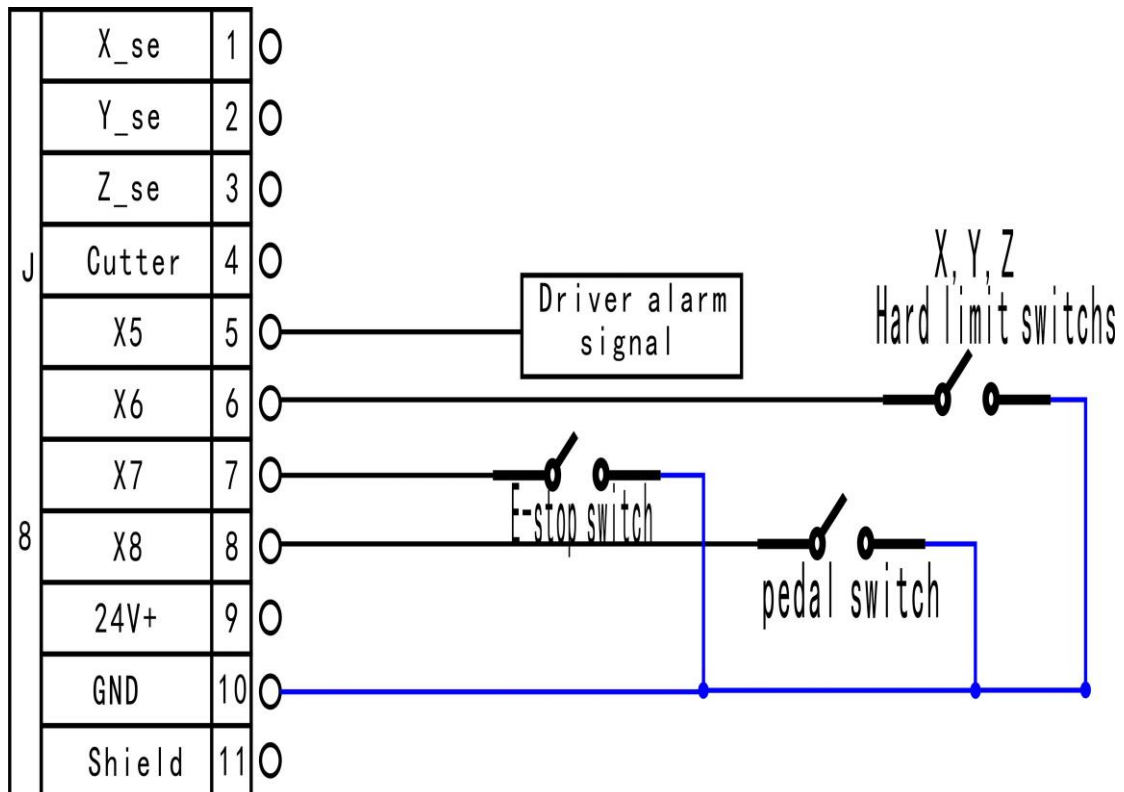 J 8
X_se 1
Y_se 2
Z_se 3
Cutter 4
X5 5
X6 6
X7 7
X8 8
24V+ 9
GND 10
Shield 11
Driver alarm
signal
X, Y, Z
Hard limit switchs
E-stop switch
pedal switch